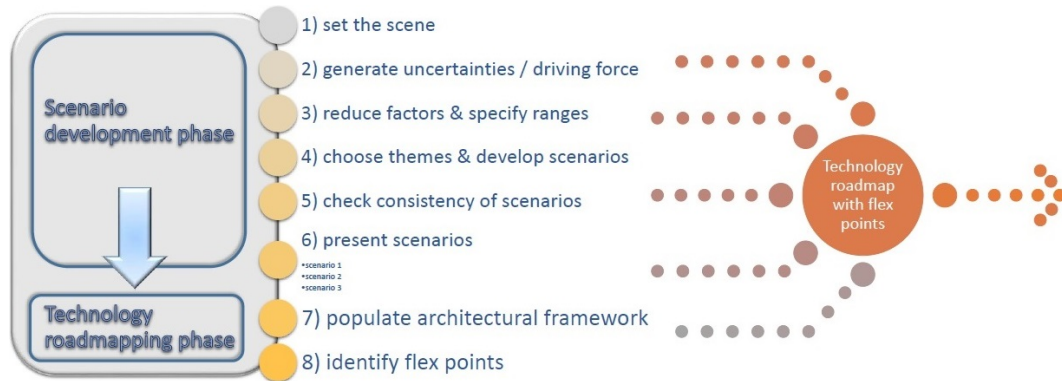 Scenario
development phase
Technology
roadmapping phase
1) set the scene
2) generate uncertainties / driving force
3) reduce factors & specify ranges
4) choose themes & develop scenarios
5) check consistency of scenarios
6) present scenarios
•scenario 1
•scenario 2
•scenario 3
7) populate architectural framework
8) identify flex points
Technology
roadmap
with flex
points